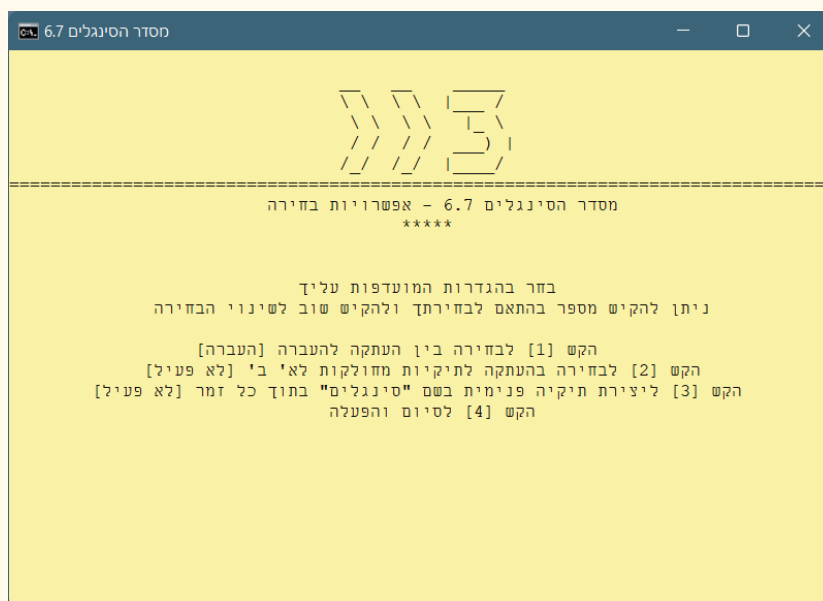 מסדר הסינגלים 6.7
מסדר הסינגלים 6.7 - אפשרויות בחירה
*****
בחר בהגדרות המועדפות עליך
ניתן להקיש מספר בהתאם לבחירתך ולהקיש שוב לשינוי הבחירה
הקש [1] לבחירה בין העתקה להעברה [העברה]
הקש [2] לבחירה בהעתקה לתיקיות מחולקות לא' ב' [לא פעיל]
הקש [3] ליצירת תיקיה פנימית בשם "סינגלים" בתוך כל זמר [לא פעיל]
הקש [4] לסיום והפעלה